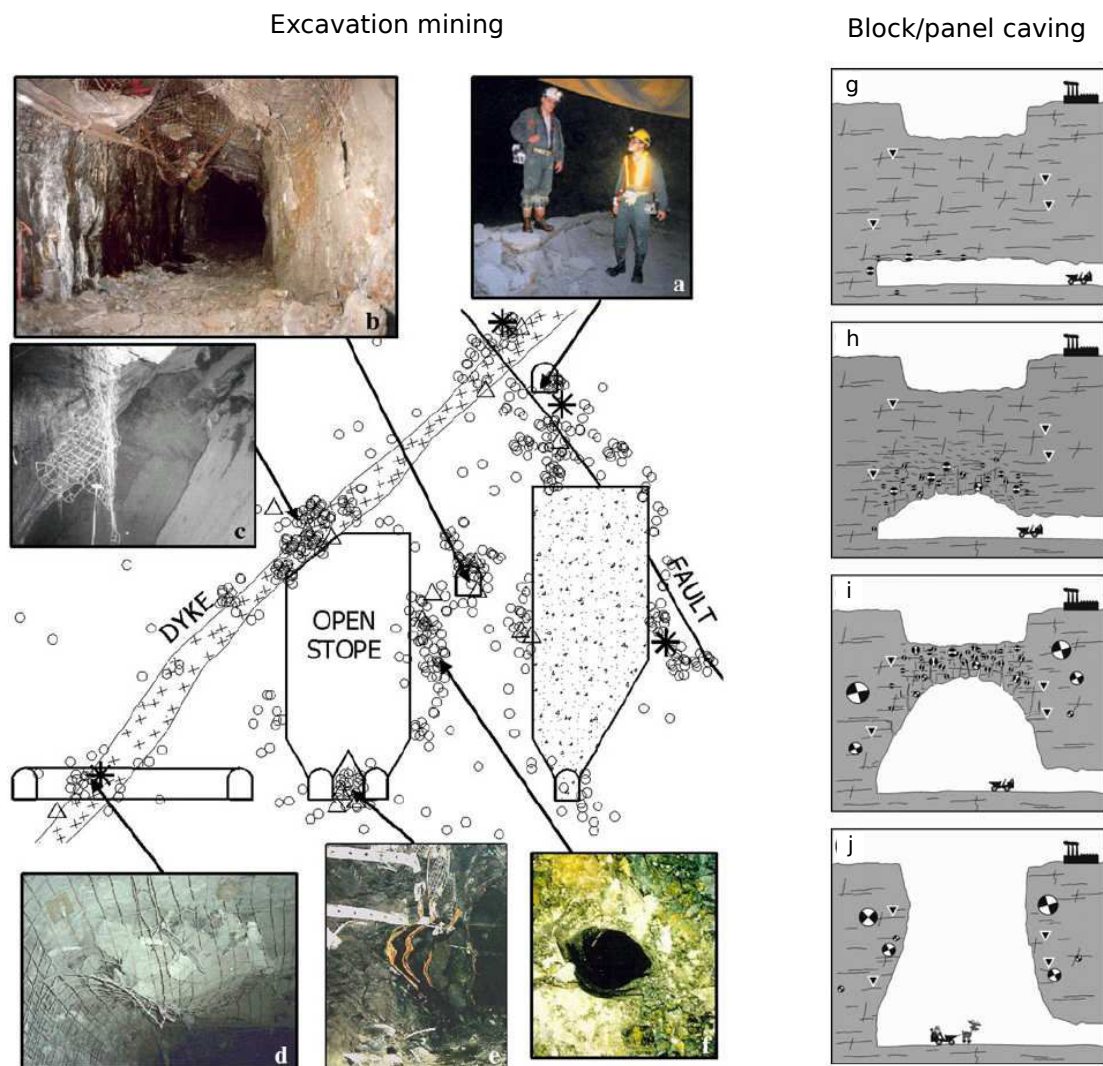 Excavation mining
Block/panel caving
g
b
a
h
c
FAULT
DYKE
OPEN
STOPE
i
j
d
e
f